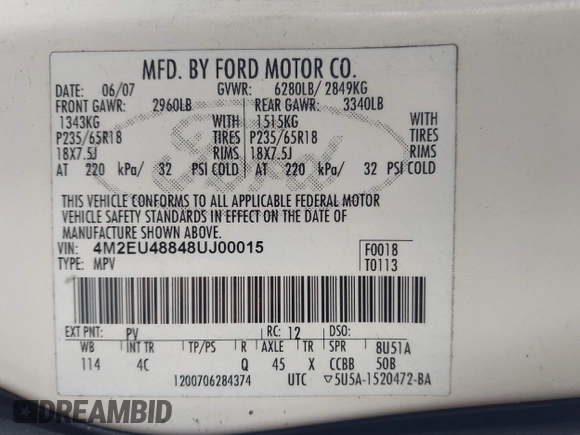 MFD. BY FORD MOTOR CO.
DATE: 06/07 GVWR: 6280LB/ 2849KG
FRONT GAWR: 2960LB REAR GAWR: 3340LB
1343KG WITH 1515KG WITH
P235/65R18 TIRES P235/65R18 TIRES
18X7.5J RIMS 18X7.5J RIMS
AT 220 kPa/ 32 PSI COLD AT 220 kPa/ 32 PSI COLD
THIS VEHICLE CONFORMS TO ALL APPLICABLE FEDERAL MOTOR
VEHICLE SAFETY STANDARDS IN EFFECT ON THE DATE OF
MANUFACTURE SHOWN ABOVE.
VIN: 4M2EU48848UJ00015 F0018
TYPE: MPV T0113
EXT PNT: PV RC: 12 DSO:
WB INT TR TP/PS R AXLE TR SPR 8U51A
114 4C Q 45 X CCBB 50B
1200706284374 UTC ▽5U5A-1520472-BA
Ford
DREAMBID